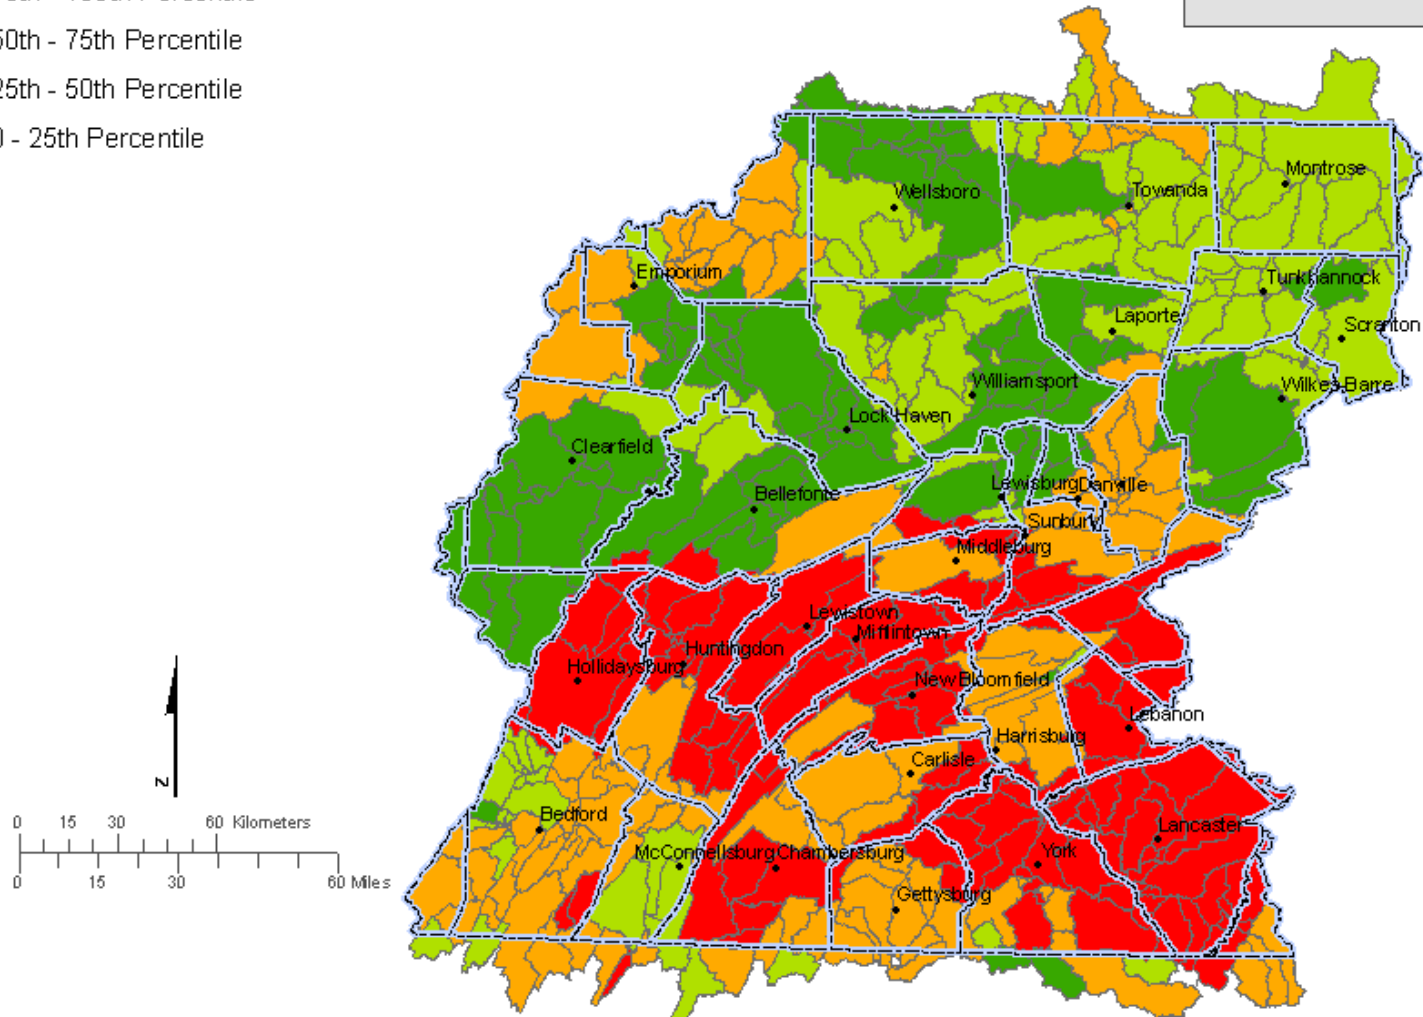 50th - 75th Percentile
25th - 50th Percentile
0 - 25th Percentile
Montrose
Wellsboro
Towanda
Emporium
Tunkhannock
Laporte
Scranton
Williamsport
Wilkes-Barre
Lock Haven
Clearfield
Bellefonte
Lewisburg
Danville
Sunbury
Middleburg
Lewistown
Mifflintown
Huntingdon
Hollidaysburg
New Bloomfield
Lebanon
Harrisburg
Carlisle
Bedford
Lancaster
McConnellsburg
Chambersburg
York
Gettysburg
N
0 15 30 60 Kilometers
0 15 30 60 Miles